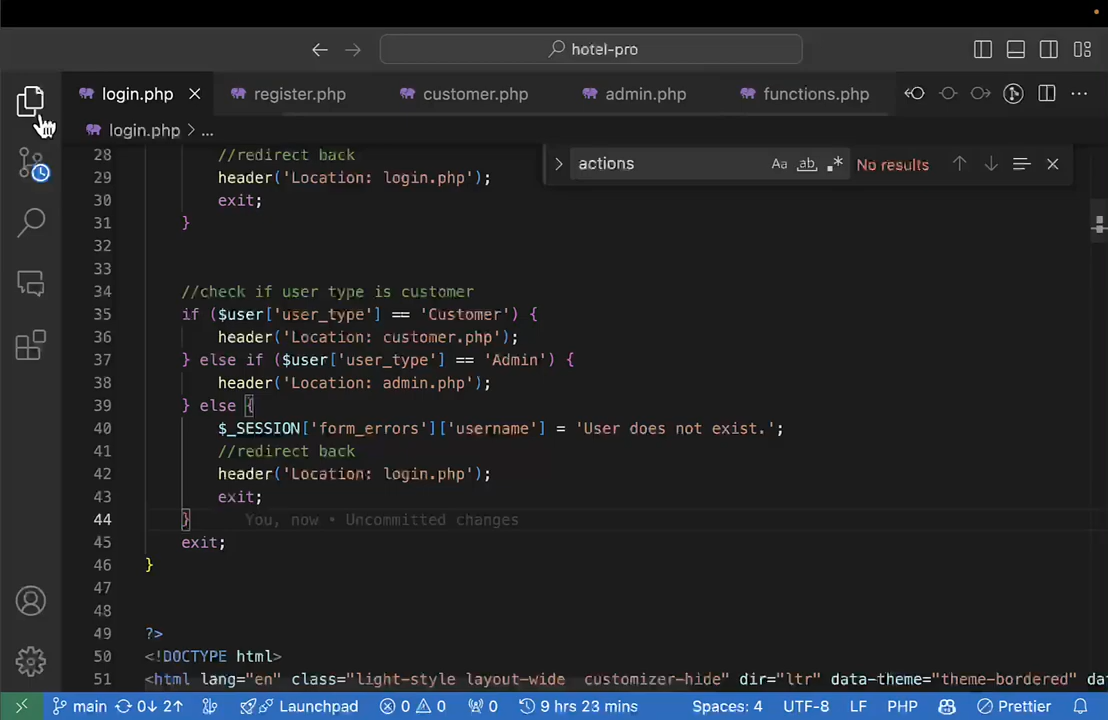 hotel-pro
login.php
register.php
customer.php
admin.php
functions.php
login.php > ...
actions
Aa
ab
No results
28 //redirect back
29 header('Location: login.php');
30 exit;
31 }
32
33
34 //check if user type is customer
35 if ($user['user_type'] == 'Customer') {
36 header('Location: customer.php');
37 } else if ($user['user_type'] == 'Admin') {
38 header('Location: admin.php');
39 } else {
40 $_SESSION['form_errors']['username'] = 'User does not exist.';
41 //redirect back
42 header('Location: login.php');
43 exit;
44 } You, now • Uncommitted changes
45 exit;
46 }
47
48
49 ?>
50 <!DOCTYPE html>
51 <html lang="en" class="light-style layout-wide  customizer-hide" dir="ltr" data-theme="theme-bordered" dat
main 0↓ 2↑ Launchpad 0 0 0 9 hrs 23 mins Spaces: 4 UTF-8 LF PHP Prettier